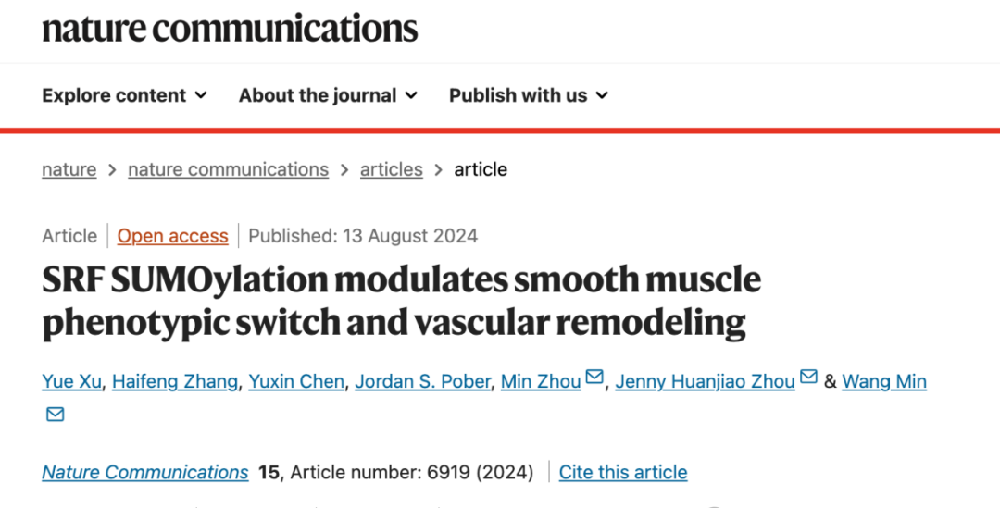 nature communications
Explore content About the journal Publish with us
nature > nature communications > articles > article
Article | Open access | Published: 13 August 2024
SRF SUMOylation modulates smooth muscle
phenotypic switch and vascular remodeling
Yue Xu, Haifeng Zhang, Yuxin Chen, Jordan S. Pober, Min Zhou, Jenny Huanjiao Zhou & Wang Min
Nature Communications 15, Article number: 6919 (2024) | Cite this article